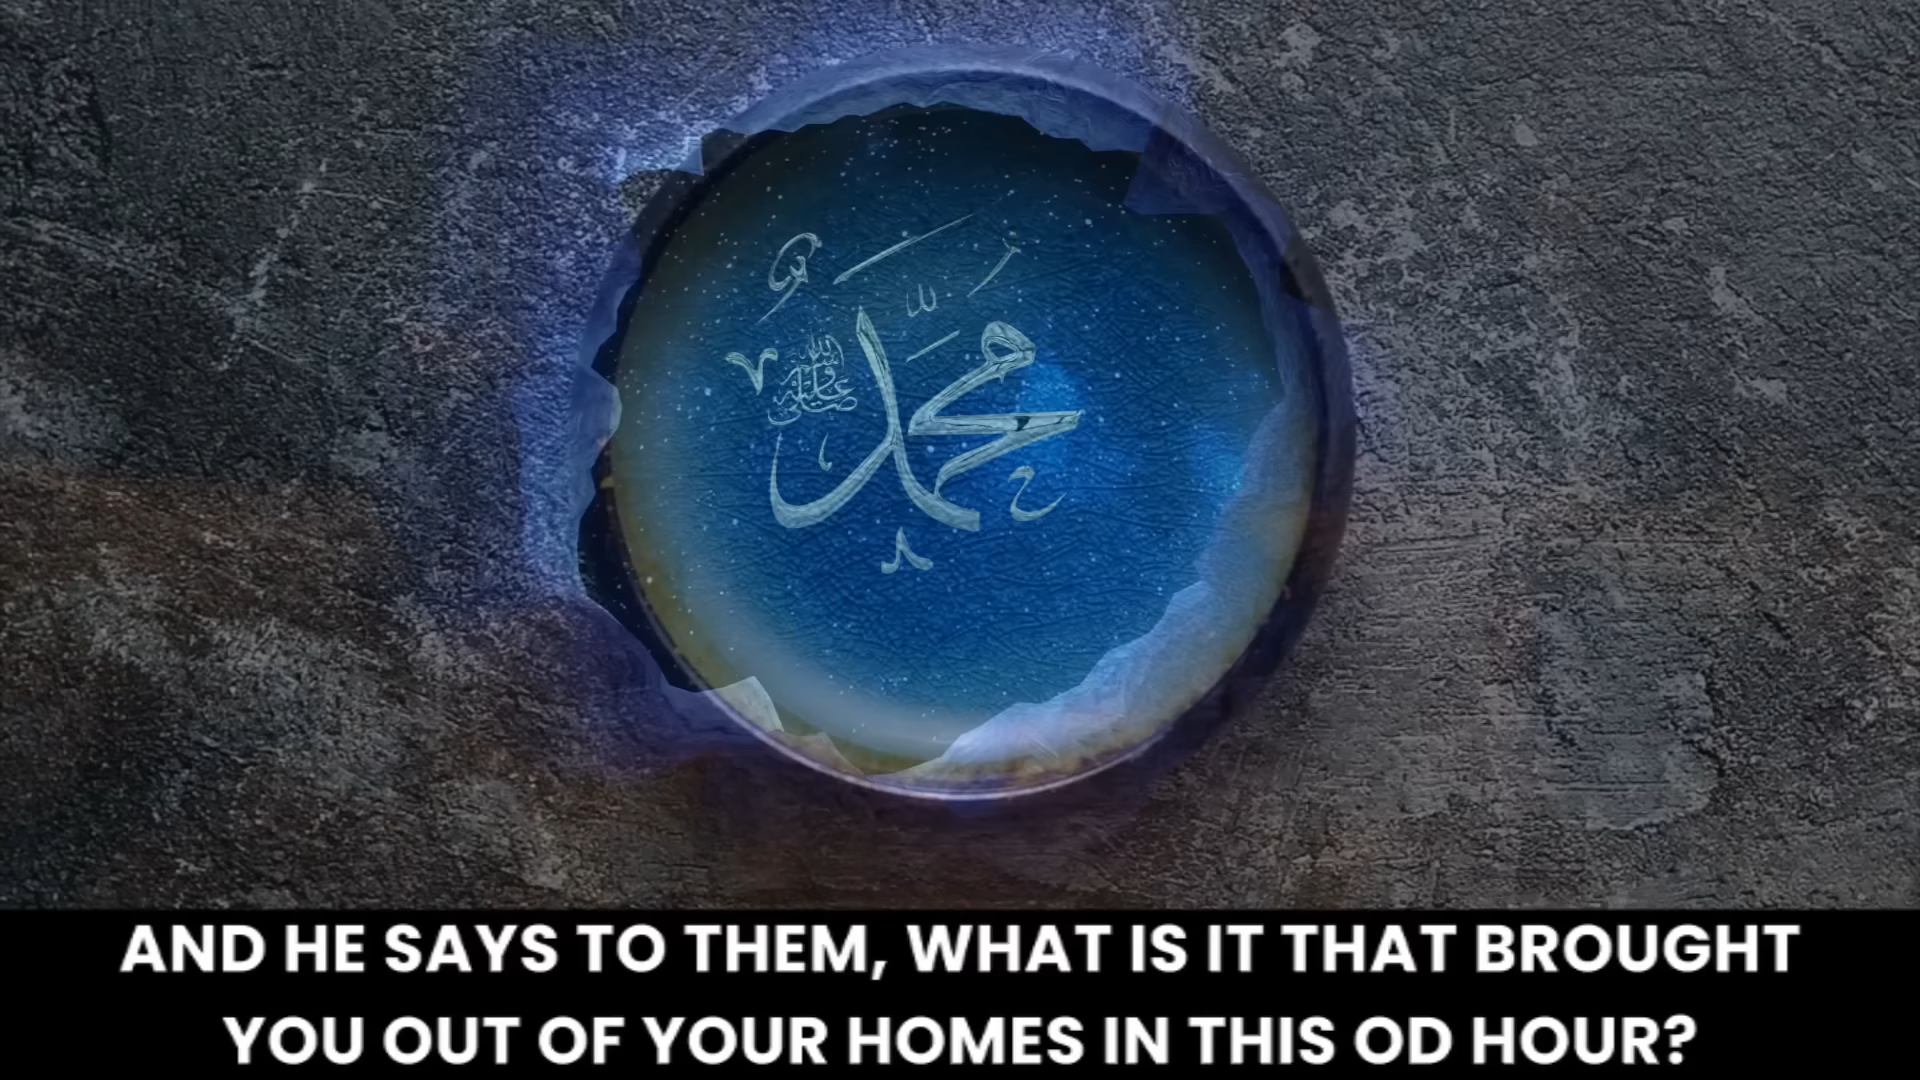 محمد
صلى الله عليه وسلم
AND HE SAYS TO THEM, WHAT IS IT THAT BROUGHT
YOU OUT OF YOUR HOMES IN THIS OD HOUR?